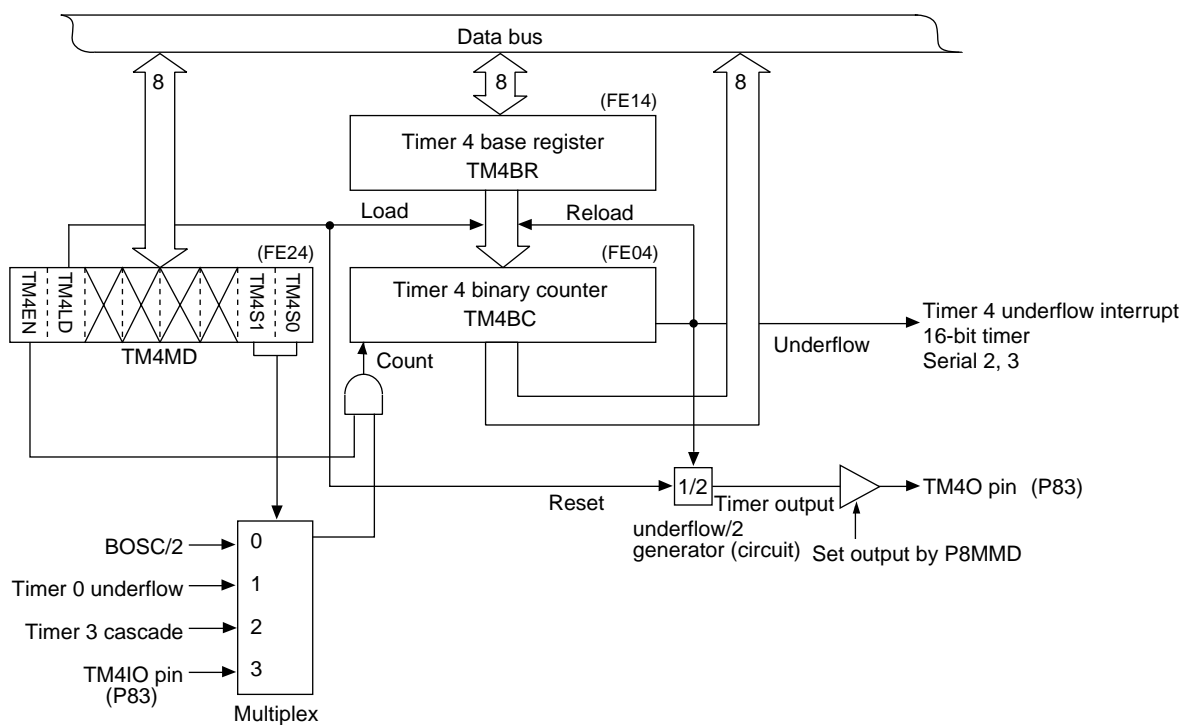 Data bus
8
8
8
(FE14)
Timer 4 base register
TM4BR
Load
Reload
(FE24)
(FE04)
TM4EN
TM4LD
TM4S1
TM4S0
TM4MD
Timer 4 binary counter
TM4BC
Count
Underflow
Timer 4 underflow interrupt
16-bit timer
Serial 2, 3
Reset
1/2
Timer output
TM4O pin (P83)
underflow/2
generator (circuit)
Set output by P8MMD
BOSC/2
0
Timer 0 underflow
1
Timer 3 cascade
2
TM4IO pin
(P83)
3
Multiplex